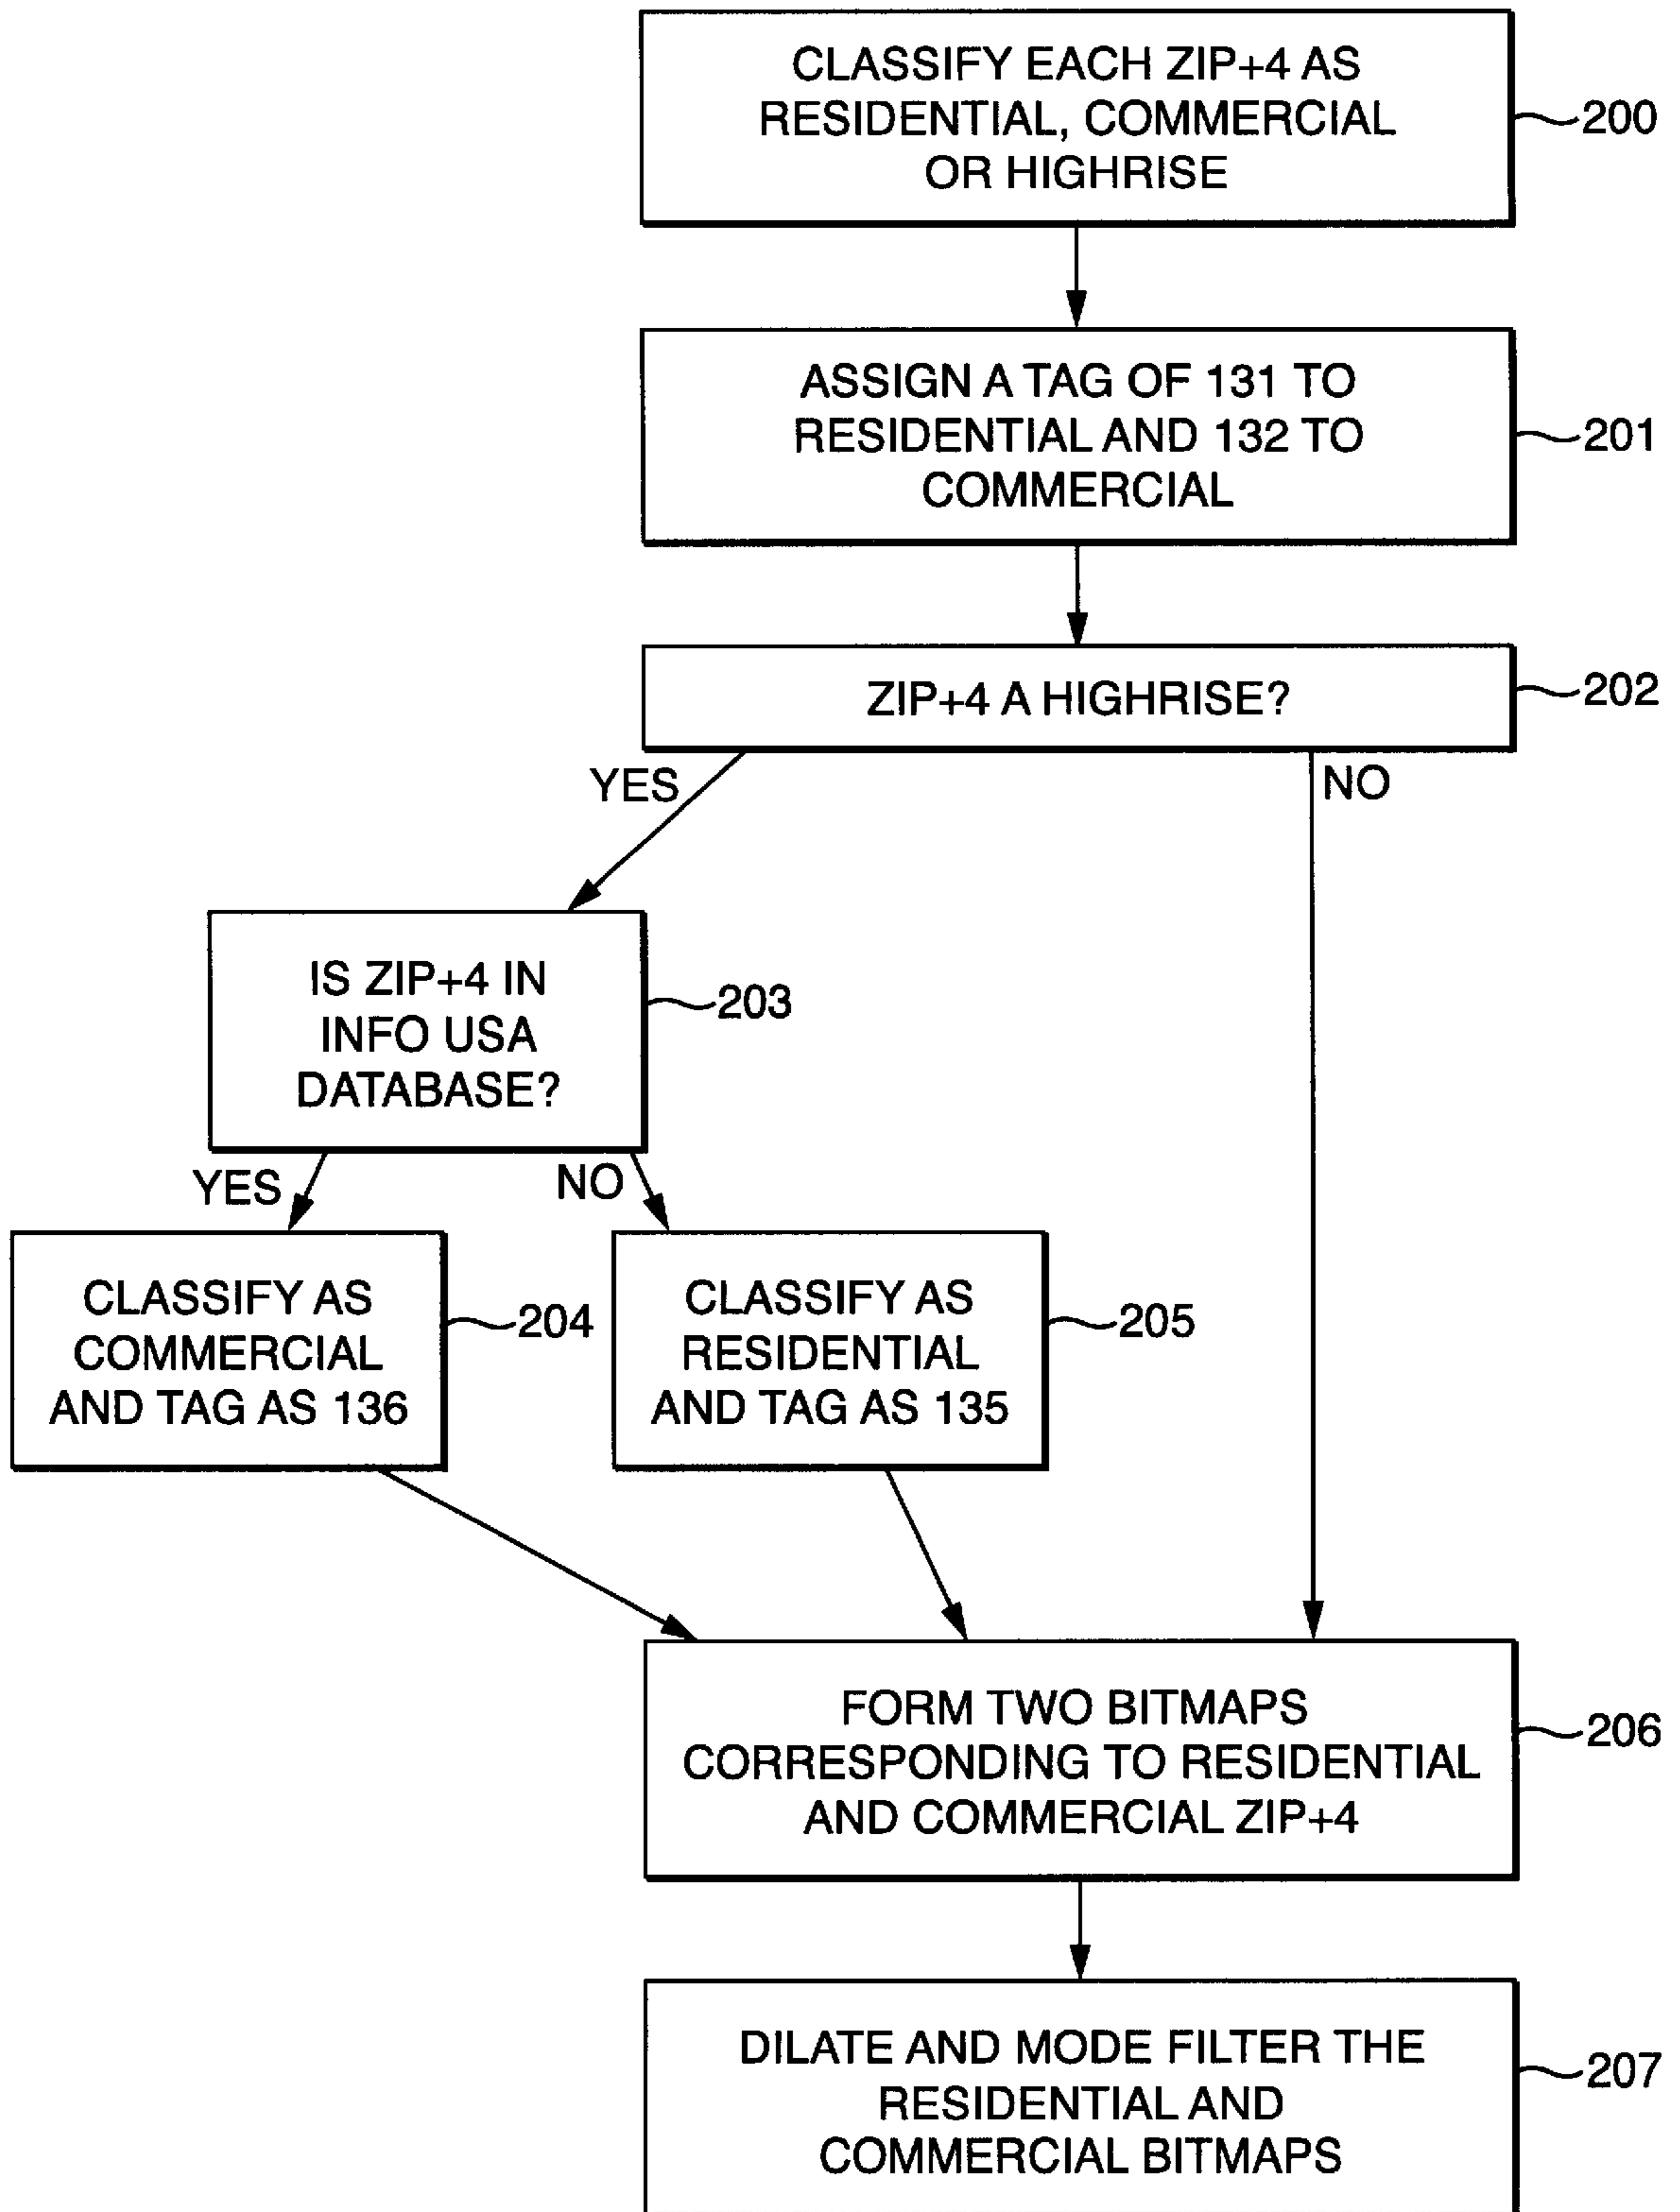 CLASSIFY EACH ZIP+4 AS
RESIDENTIAL, COMMERCIAL
OR HIGHRISE
200
ASSIGN A TAG OF 131 TO
RESIDENTIAL AND 132 TO
COMMERCIAL
201
ZIP+4 A HIGHRISE?
202
YES
NO
IS ZIP+4 IN
INFO USA
DATABASE?
203
YES
NO
CLASSIFY AS
COMMERCIAL
AND TAG AS 136
204
CLASSIFY AS
RESIDENTIAL
AND TAG AS 135
205
FORM TWO BITMAPS
CORRESPONDING TO RESIDENTIAL
AND COMMERCIAL ZIP+4
206
DILATE AND MODE FILTER THE
RESIDENTIAL AND
COMMERCIAL BITMAPS
207